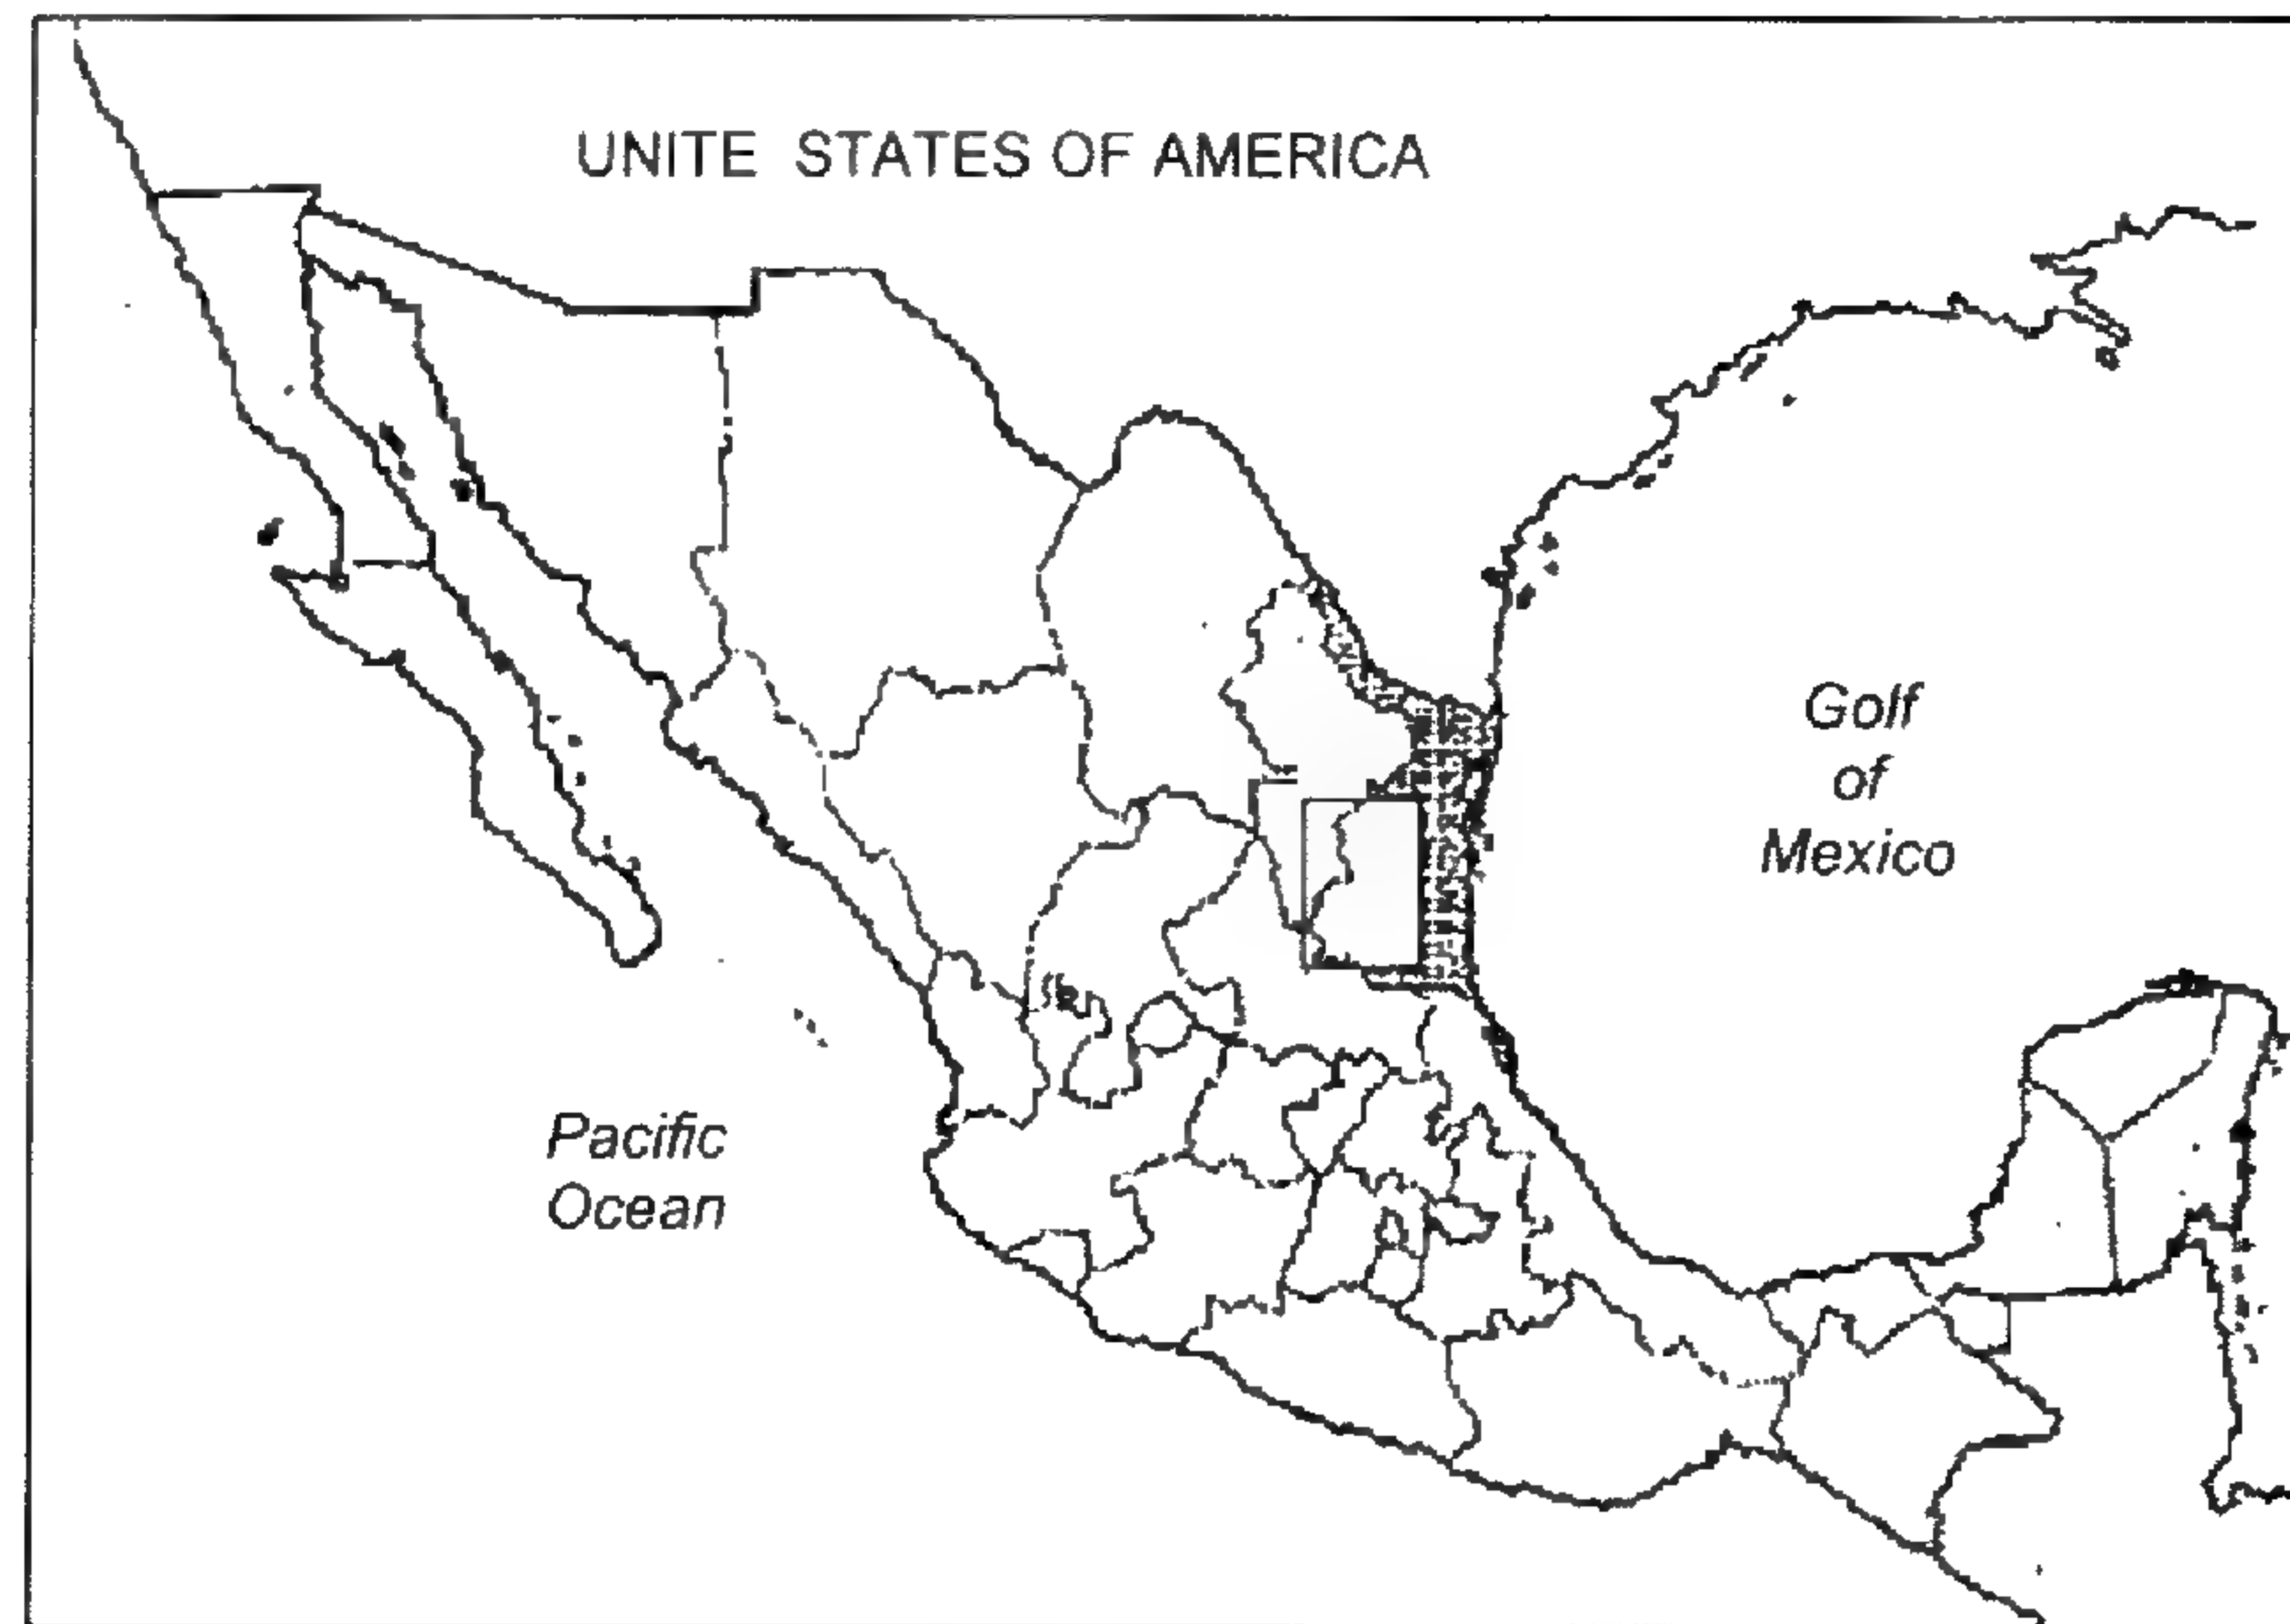 UNITE STATES OF AMERICA
Golf
of
Mexico
Pacific
Ocean